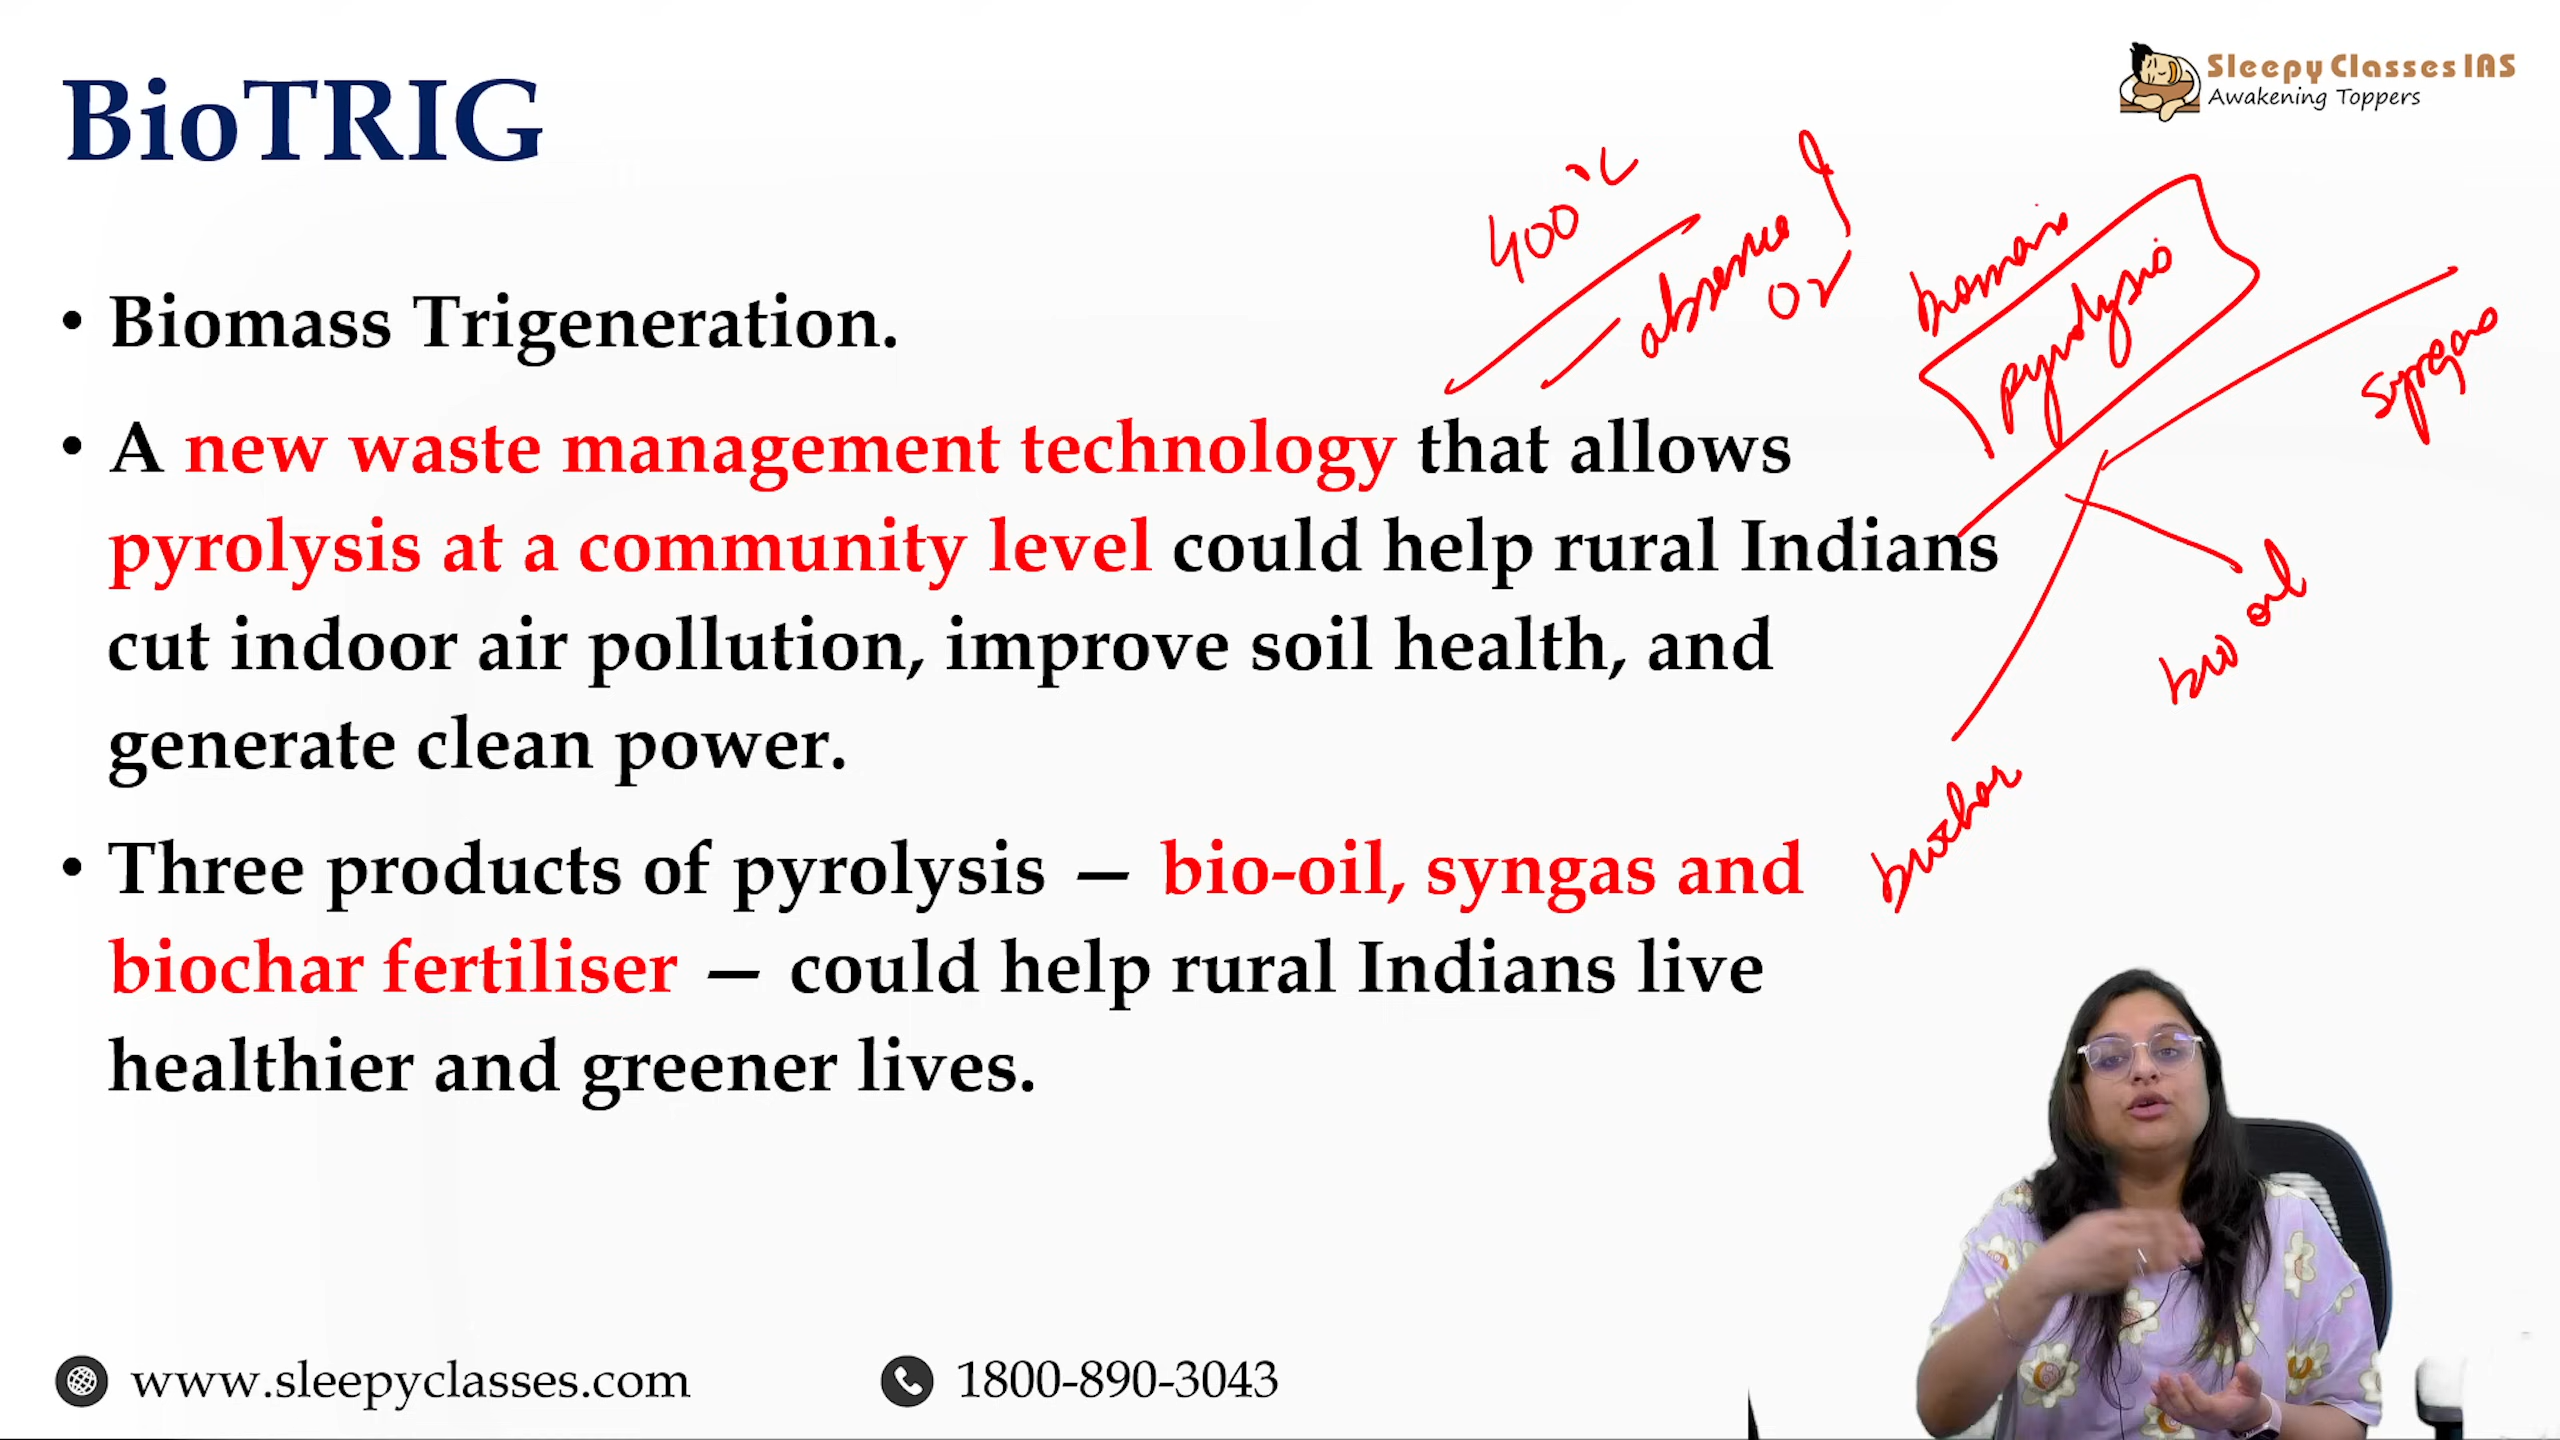 BioTRIG
Sleepy Classes IAS
Awakening Toppers
• Biomass Trigeneration.
• A new waste management technology that allows
pyrolysis at a community level could help rural Indians
cut indoor air pollution, improve soil health, and
generate clean power.
• Three products of pyrolysis — bio-oil, syngas and
biochar fertiliser — could help rural Indians live
healthier and greener lives.
400°C
absence of
biomass
pyrolysis
syngas
bio oil
biochar
www.sleepyclasses.com
1800-890-3043